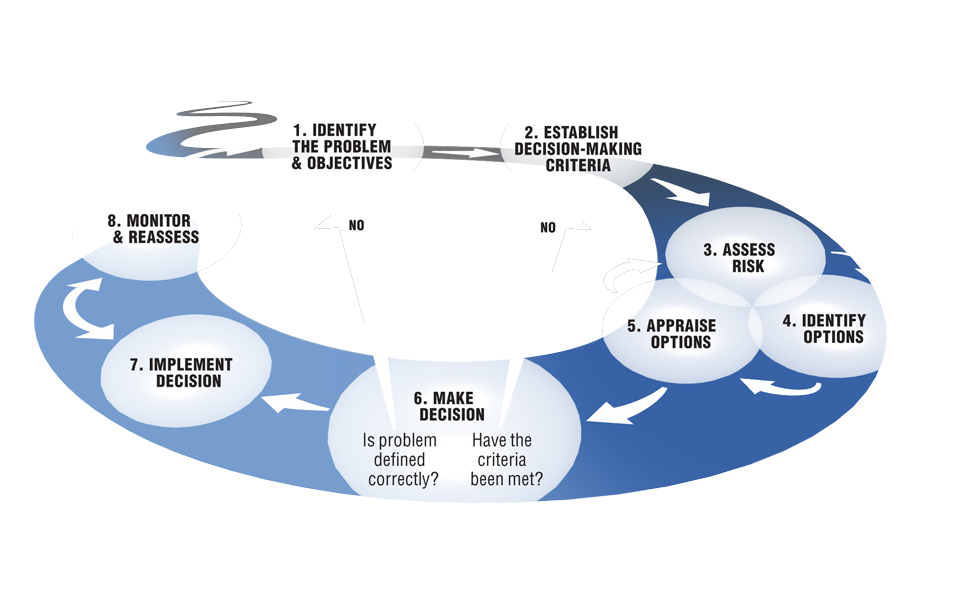 1. IDENTIFY
THE PROBLEM
& OBJECTIVES
2. ESTABLISH
DECISION-MAKING
CRITERIA
3. ASSESS
RISK
4. IDENTIFY
OPTIONS
5. APPRAISE
OPTIONS
6. MAKE
DECISION
Is problem
defined
correctly?
Have the
criteria
been met?
NO
NO
7. IMPLEMENT
DECISION
8. MONITOR
& REASSESS